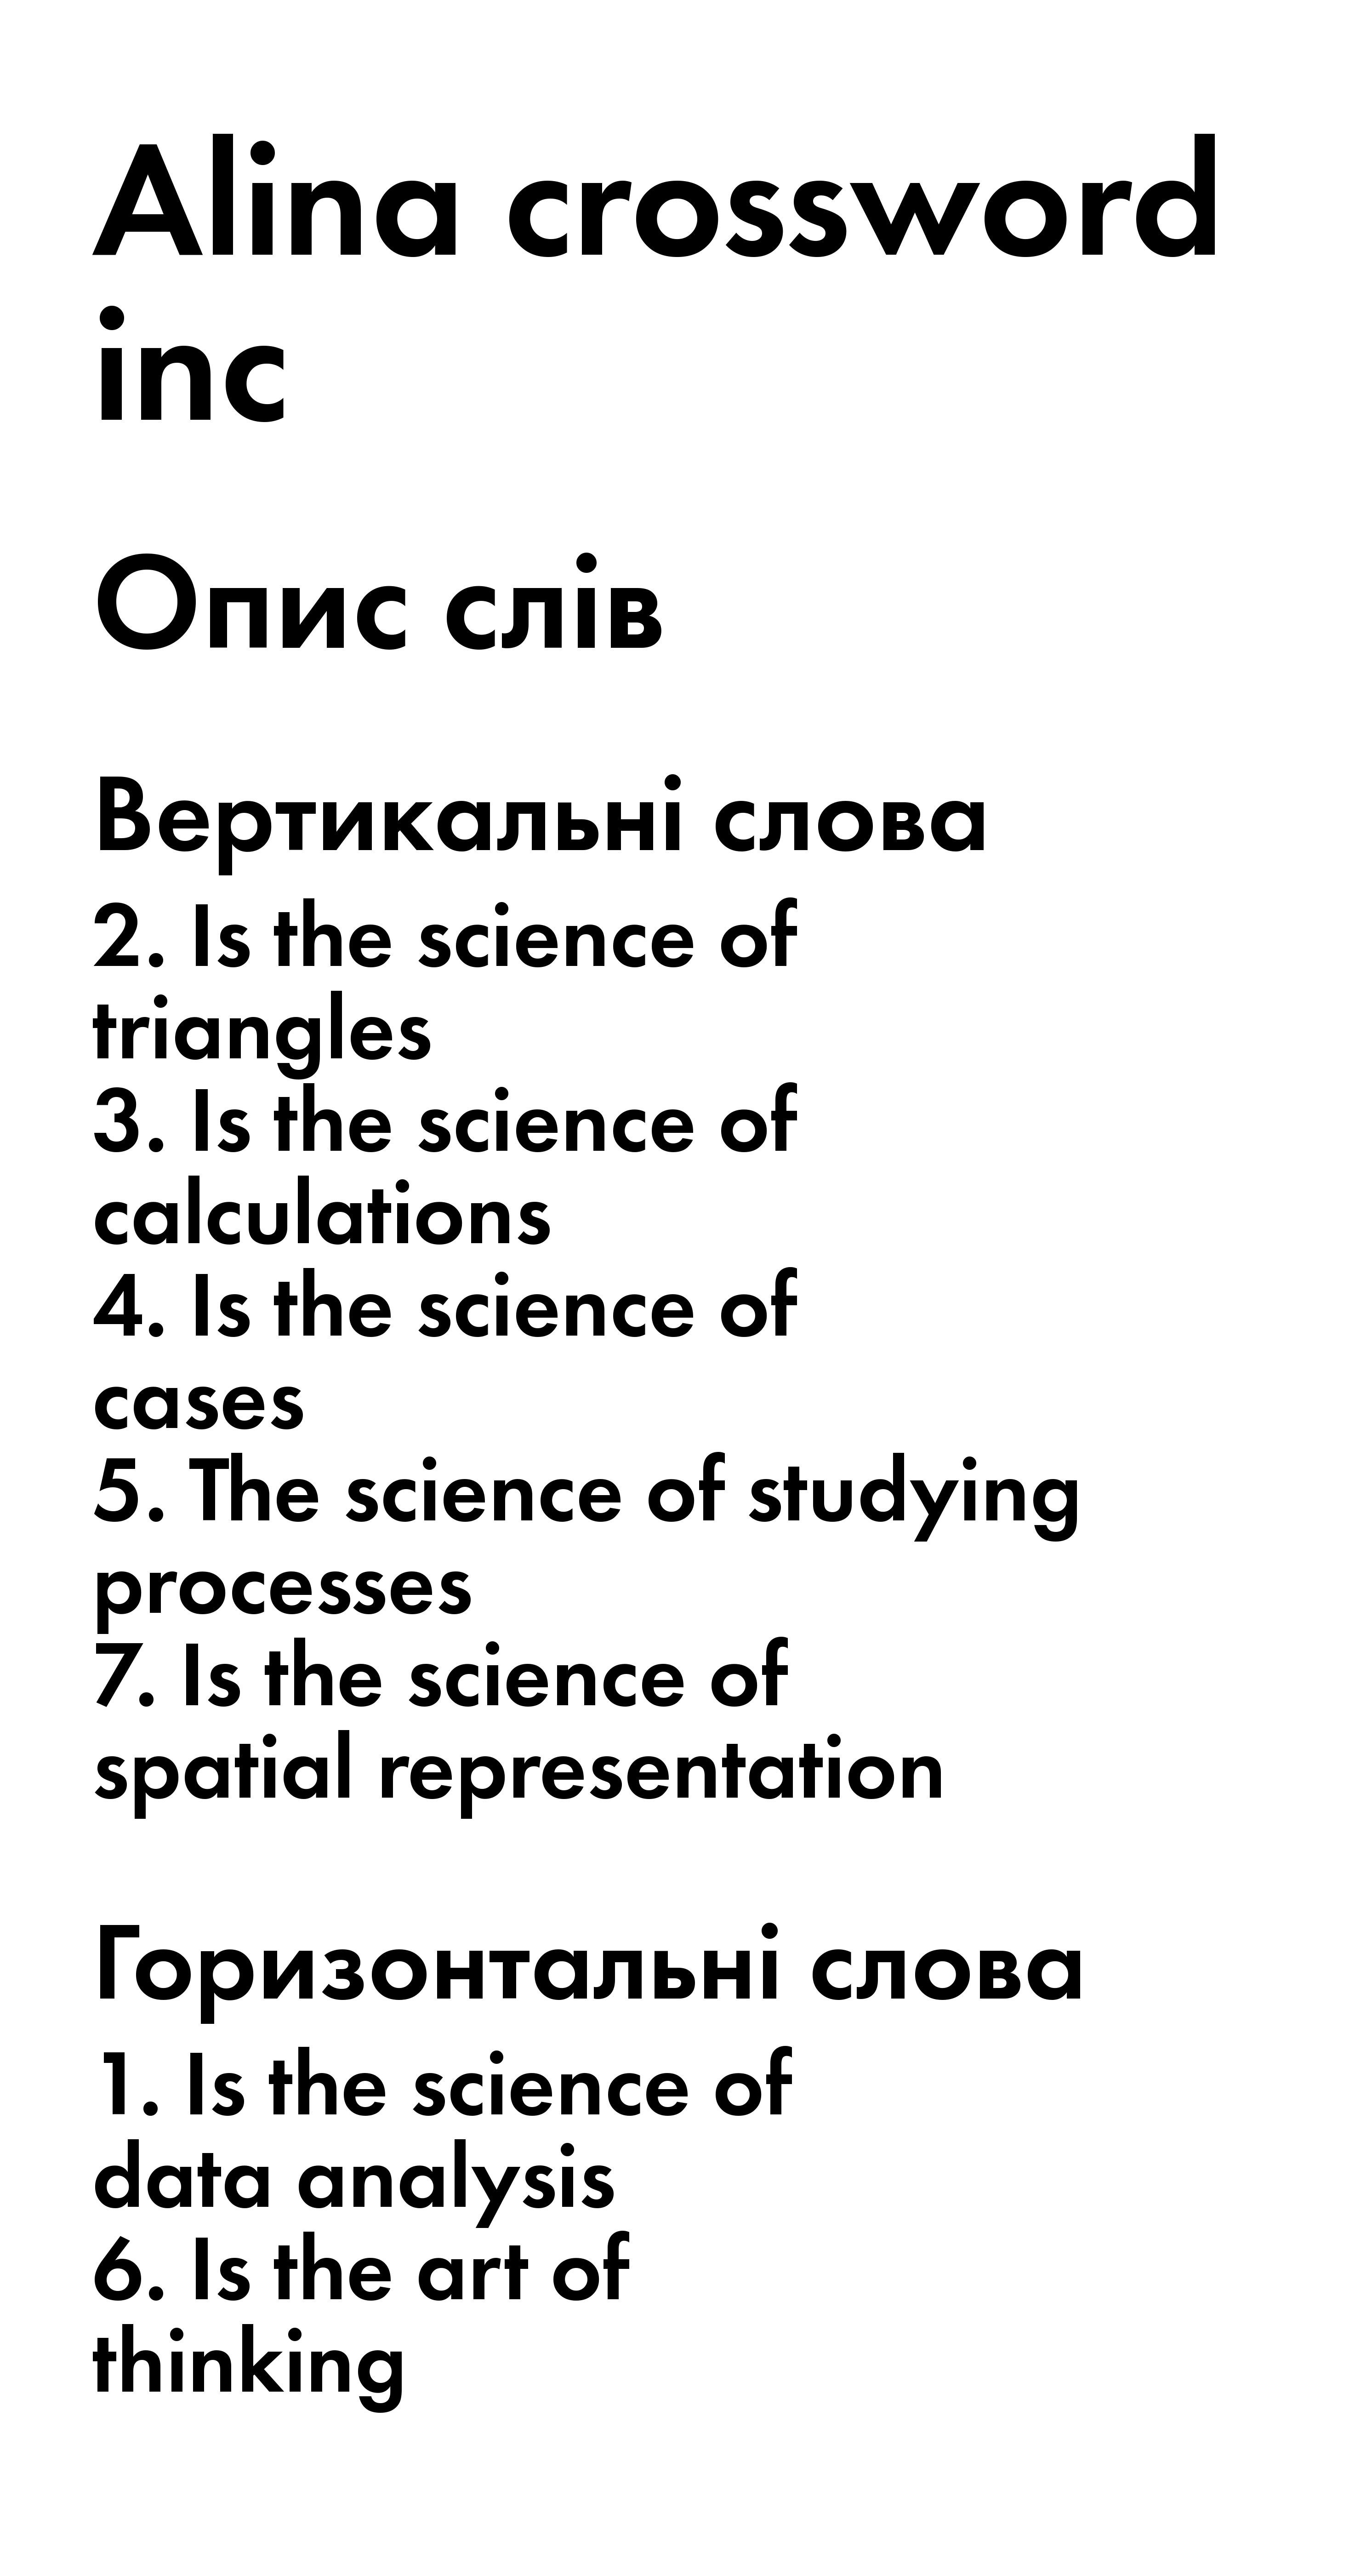 Alina crossword
inc
Опис слів
Вертикальні слова
2. Is the science of
triangles
3. Is the science of
calculations
4. Is the science of
cases
5. The science of studying
processes
7. Is the science of
spatial representation
Горизонтальні слова
1. Is the science of
data analysis
6. Is the art of
thinking